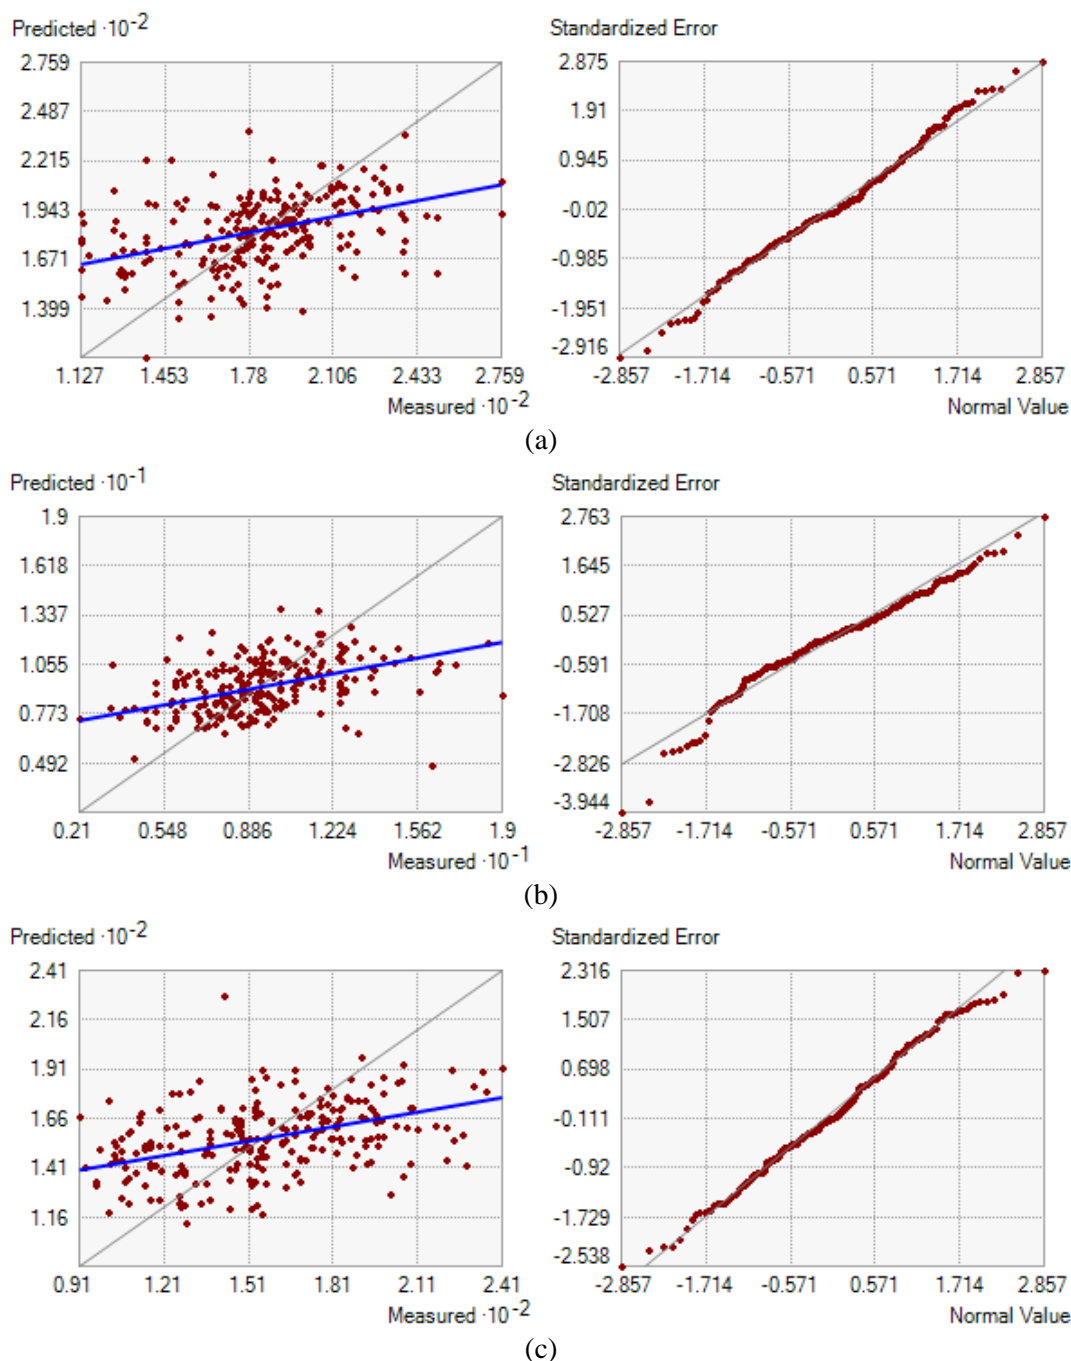 Predicted ·10-2
2.759
2.487
2.215
1.943
1.671
1.399
1.127 1.453 1.78 2.106 2.433 2.759
Measured ·10-2
Standardized Error
2.875
1.91
0.945
-0.02
-0.985
-1.951
-2.916
-2.857 -1.714 -0.571 0.571 1.714 2.857
Normal Value
(a)
Predicted ·10-1
1.9
1.618
1.337
1.055
0.773
0.492
0.21 0.548 0.886 1.224 1.562 1.9
Measured ·10-1
Standardized Error
2.763
1.645
0.527
-0.591
-1.708
-2.826
-3.944
-2.857 -1.714 -0.571 0.571 1.714 2.857
Normal Value
(b)
Predicted ·10-2
2.41
2.16
1.91
1.66
1.41
1.16
0.91 1.21 1.51 1.81 2.11 2.41
Measured ·10-2
Standardized Error
2.316
1.507
0.698
-0.111
-0.92
-1.729
-2.538
-2.857 -1.714 -0.571 0.571 1.714 2.857
Normal Value
(c)